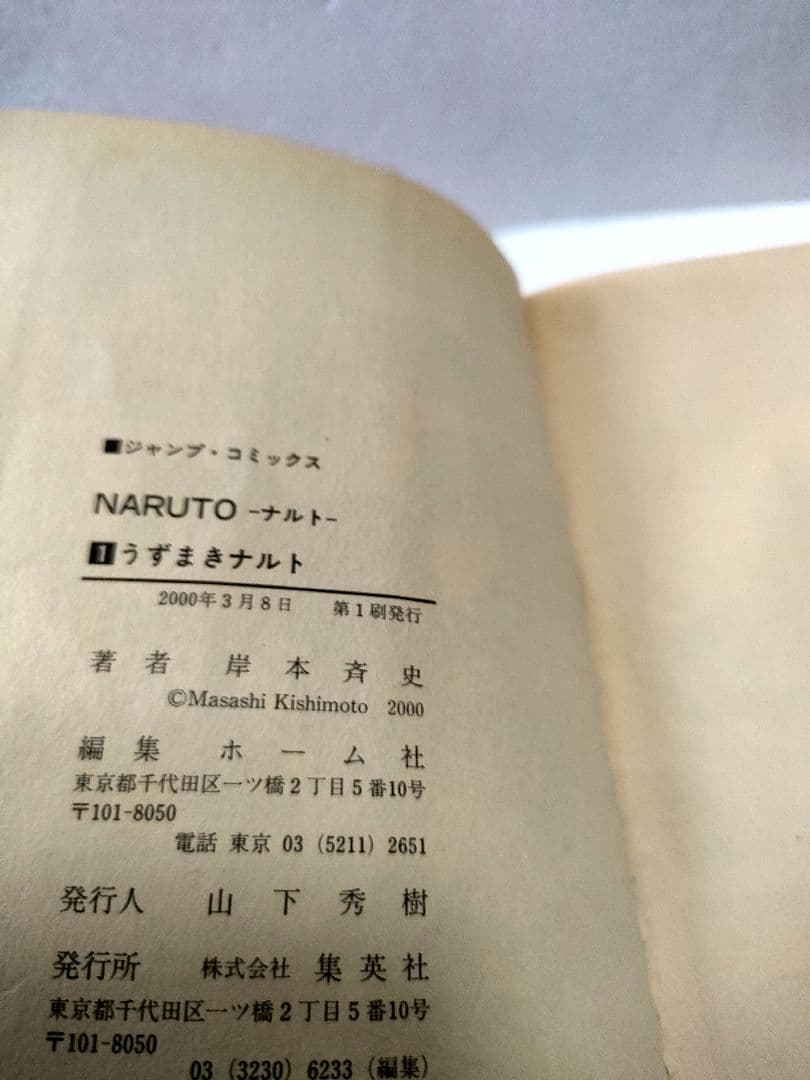 ■ジャンプ・コミックス
NARUTO -ナルト-
1うずまきナルト
2000年3月8日 第1刷発行
著者 岸本斉史
©Masashi Kishimoto 2000
編集 ホーム社
東京都千代田区一ツ橋2丁目5番10号
〒101-8050
電話 東京 03 (5211) 2651
発行人 山下秀樹
発行所 株式会社 集英社
東京都千代田区一ツ橋2丁目5番10号
〒101-8050
03 (3230) 6233 (編集)